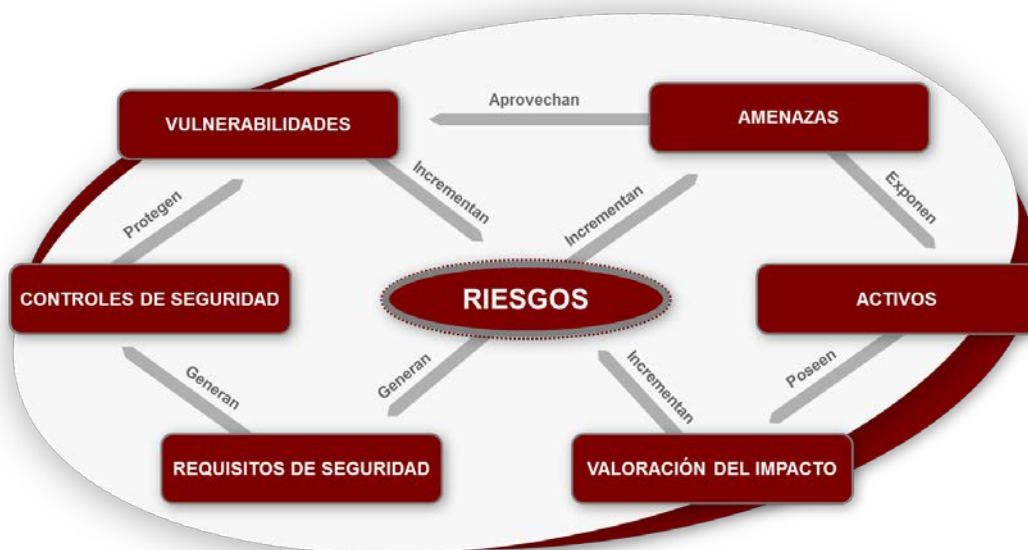 Aprovechan
VULNERABILIDADES
AMENAZAS
Protegen
Incrementan
Incrementan
Exponen
CONTROLES DE SEGURIDAD
RIESGOS
ACTIVOS
Generan
Generan
Incrementan
Poseen
REQUISITOS DE SEGURIDAD
VALORACIÓN DEL IMPACTO